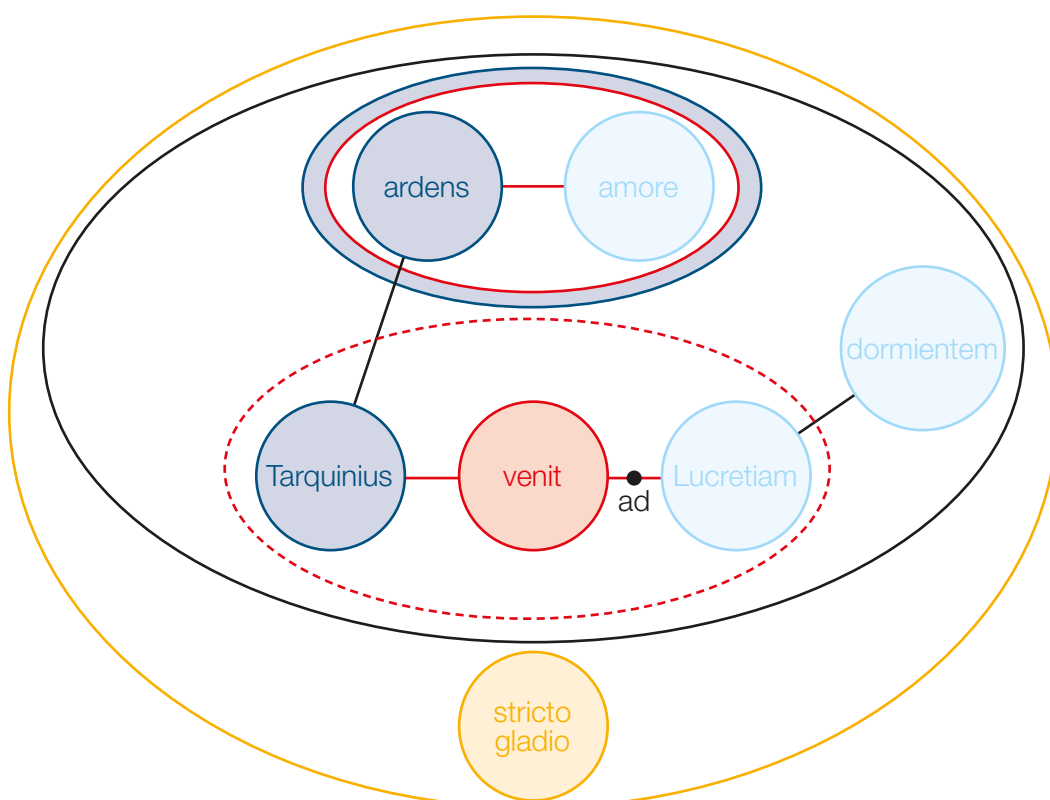 ardens amore
dormientem
Tarquinius venit ad Lucretiam
stricto
gladio